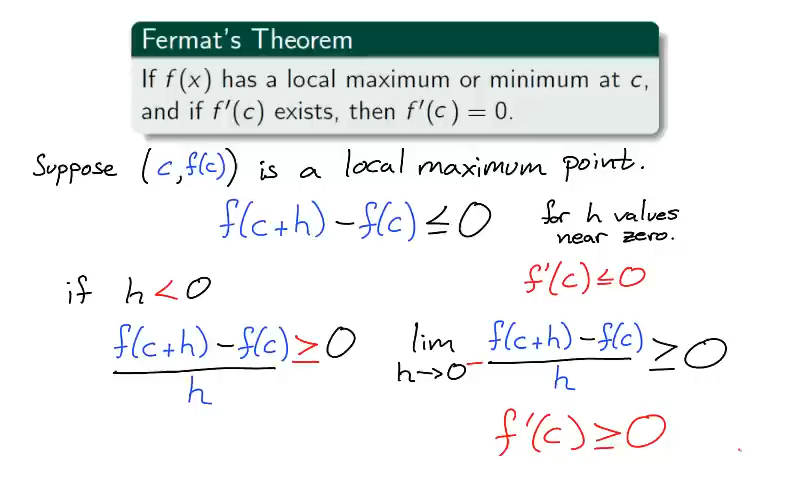 Fermat's Theorem
If f(x) has a local maximum or minimum at c,
and if f'(c) exists, then f'(c) = 0.
Suppose (c, f(c)) is a local maximum point.
f(c+h) − f(c) ≤ 0 for h values
near zero.
f'(c) ≤ 0
if h < 0
f(c+h) − f(c) ≥ 0
h
lim f(c+h) − f(c) ≥ 0
h→0⁻ h
f'(c) ≥ 0